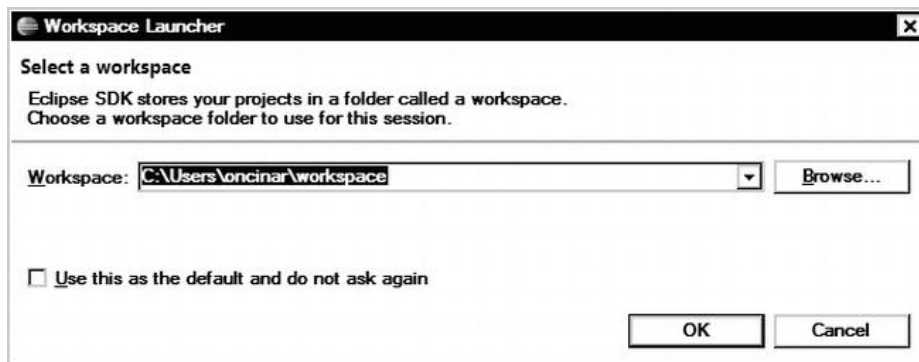 Workspace Launcher
Select a workspace
Eclipse SDK stores your projects in a folder called a workspace.
Choose a workspace folder to use for this session.
Workspace: C:\Users\oncinar\workspace Browse...
Use this as the default and do not ask again
OK Cancel